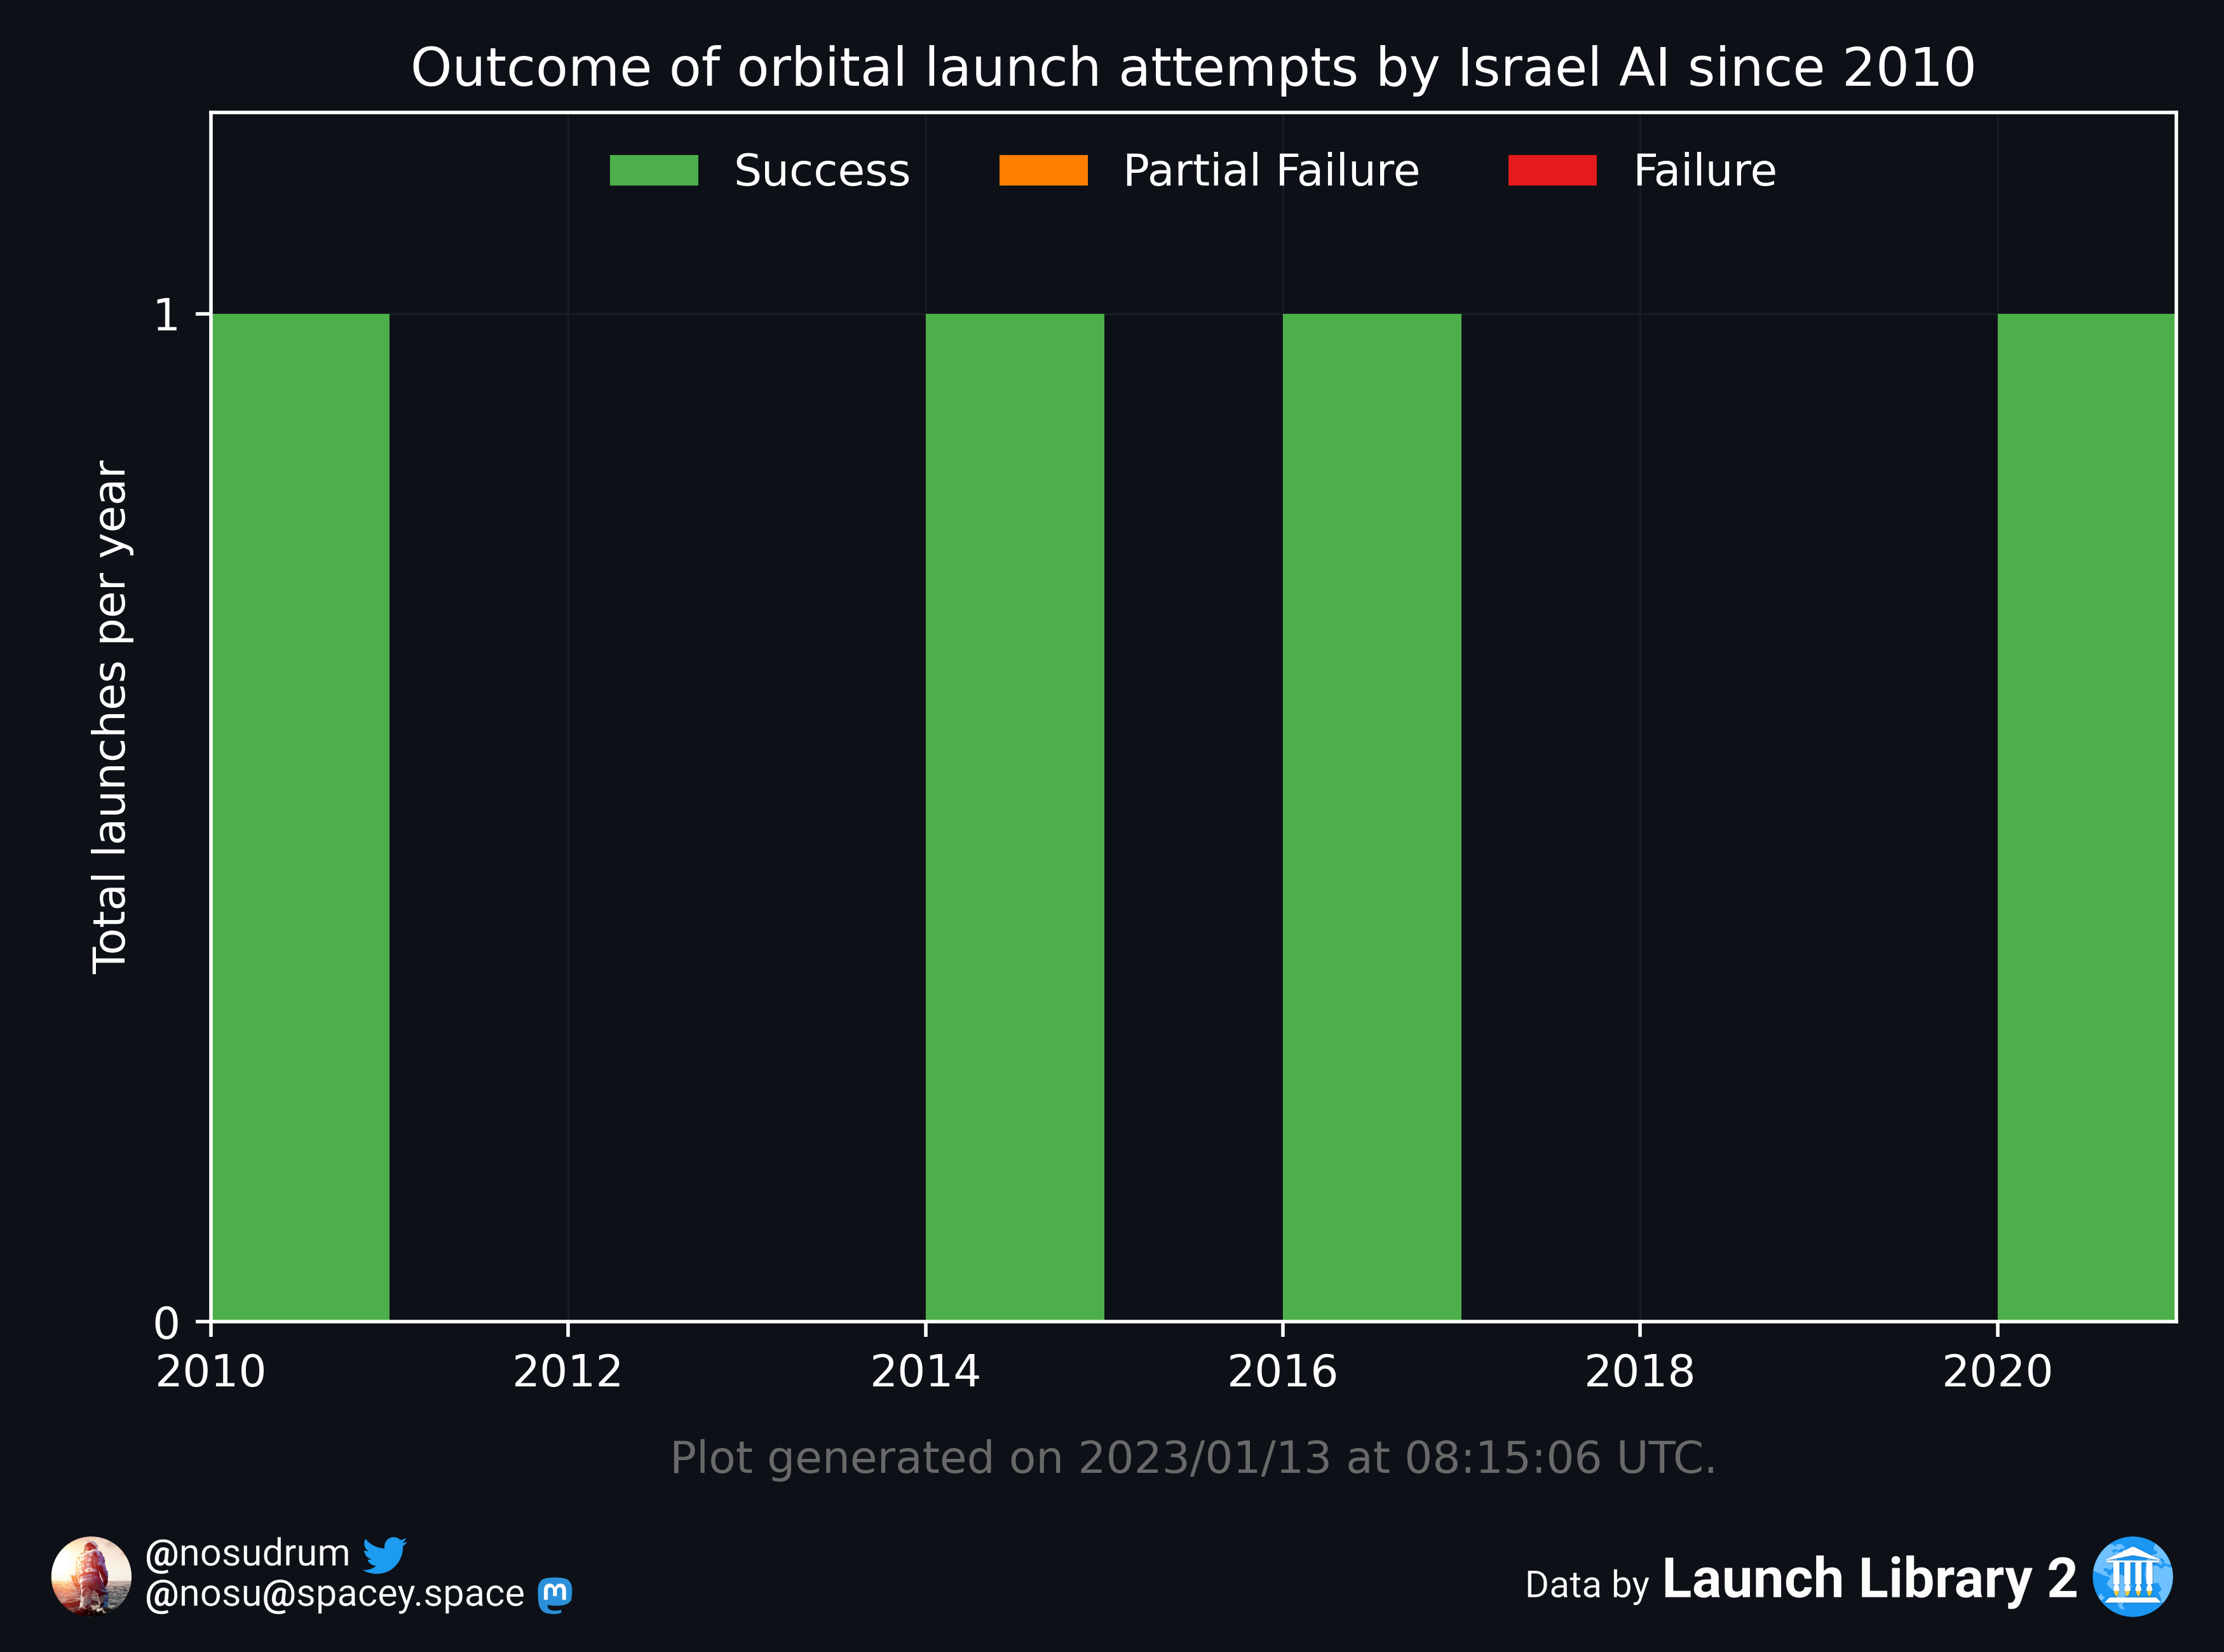 Outcome of orbital launch attempts by Israel AI since 2010
Success Partial Failure Failure
Total launches per year
1
0
2010 2012 2014 2016 2018 2020
Plot generated on 2023/01/13 at 08:15:06 UTC.
@nosudrum
@nosu@spacey.space
Data by Launch Library 2